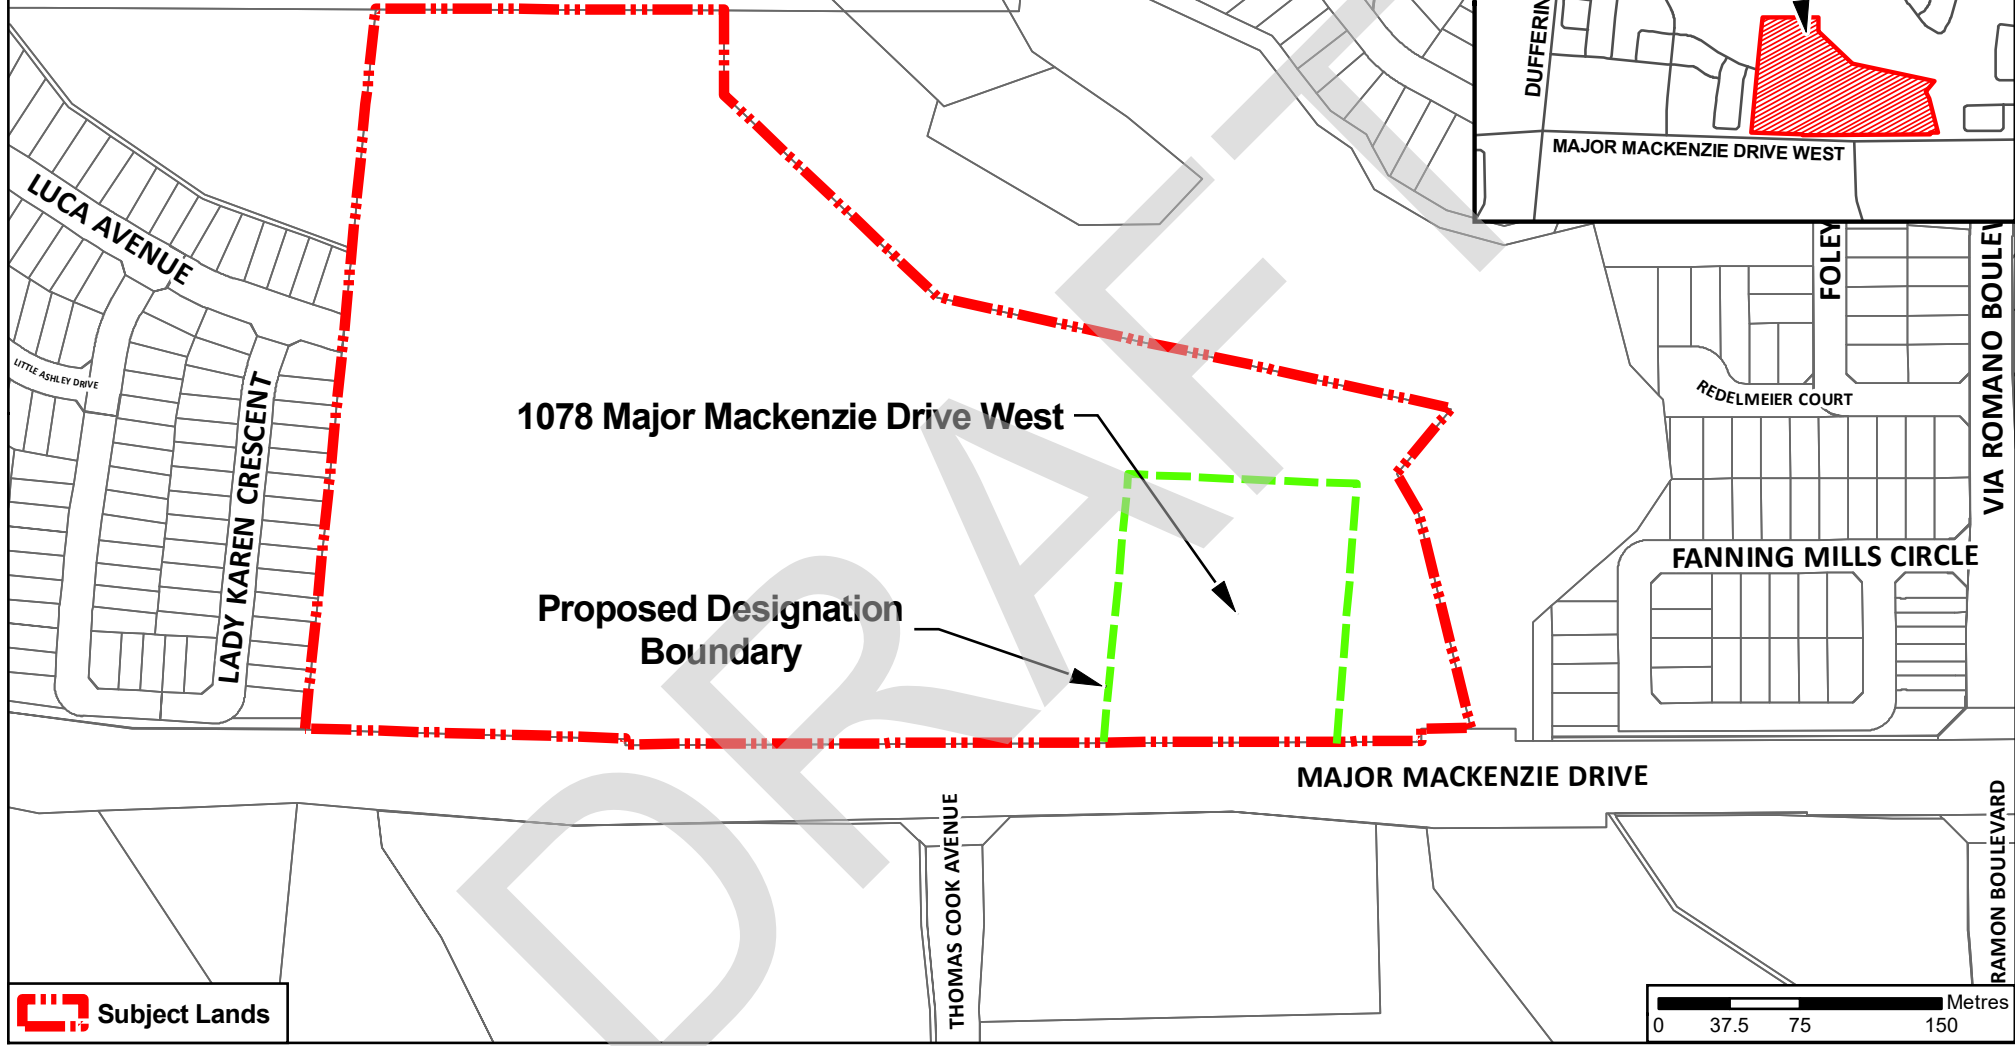 DUFFERIN
MAJOR MACKENZIE DRIVE WEST
LUCA AVENUE
LITTLE ASHLEY DRIVE
LADY KAREN CRESCENT
1078 Major Mackenzie Drive West
Proposed Designation
Boundary
FOLEY
VIA ROMANO BOULEV
REDELMEIER COURT
FANNING MILLS CIRCLE
MAJOR MACKENZIE DRIVE
THOMAS COOK AVENUE
RAMON BOULEVARD
DRAFT
Subject Lands
Metres
0 37.5 75 150